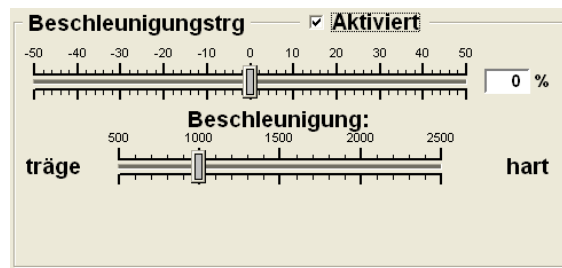 Beschleunigungstrg Aktiviert
-50 -40 -30 -20 -10 0 10 20 30 40 50
0 %
Beschleunigung:
500 1000 1500 2000 2500
träge hart